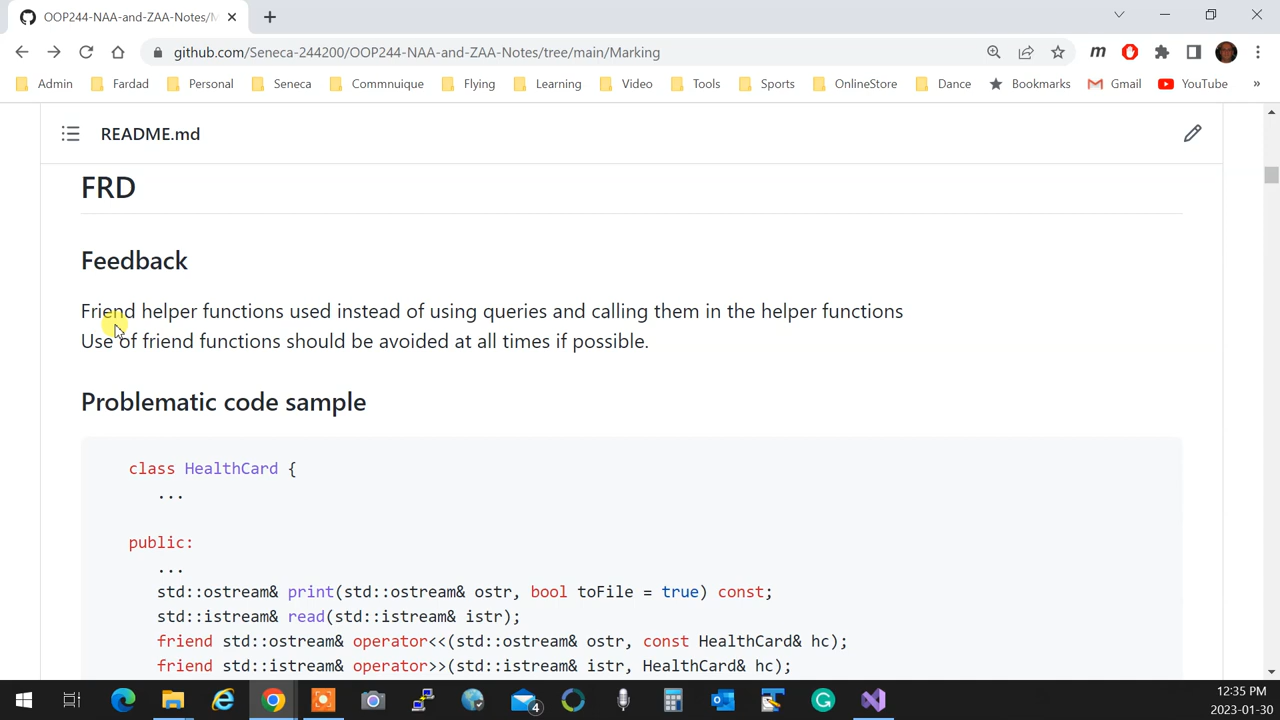 OOP244-NAA-and-ZAA-Notes/M
github.com/Seneca-244200/OOP244-NAA-and-ZAA-Notes/tree/main/Marking
Admin Fardad Personal Seneca Commnuique Flying Learning Video Tools Sports OnlineStore Dance Bookmarks Gmail YouTube »
README.md
FRD
Feedback
Friend helper functions used instead of using queries and calling them in the helper functions
Use of friend functions should be avoided at all times if possible.
Problematic code sample
class HealthCard {
...
public:
...
std::ostream& print(std::ostream& ostr, bool toFile = true) const;
std::istream& read(std::istream& istr);
friend std::ostream& operator<<(std::ostream& ostr, const HealthCard& hc);
friend std::istream& operator>>(std::istream& istr, HealthCard& hc);
4
12:35 PM
2023-01-30